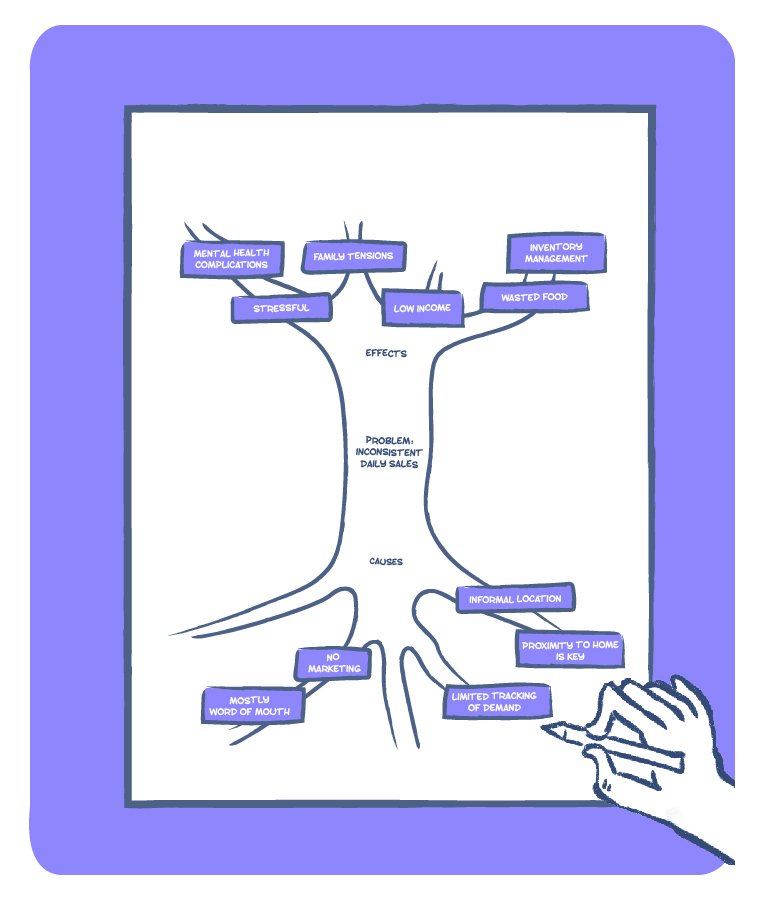 MENTAL HEALTH
COMPLICATIONS
FAMILY TENSIONS
INVENTORY
MANAGEMENT
STRESSFUL
LOW INCOME
WASTED FOOD
EFFECTS
PROBLEM:
INCONSISTENT
DAILY SALES
CAUSES
INFORMAL LOCATION
PROXIMITY TO HOME
IS KEY
NO
MARKETING
MOSTLY
WORD OF MOUTH
LIMITED TRACKING
OF DEMAND